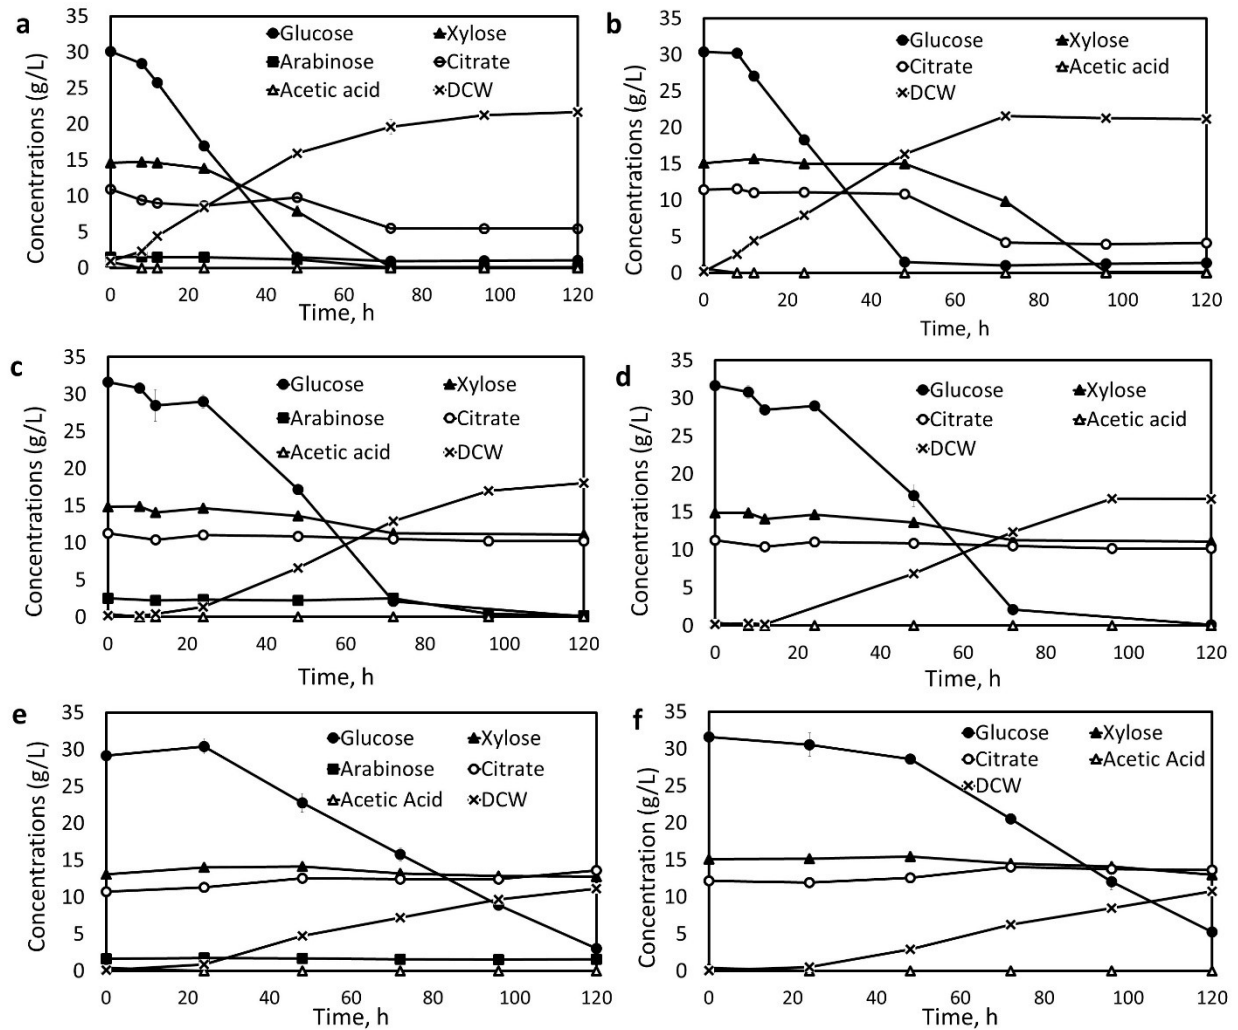 a
Concentrations (g/L)
35
30
25
20
15
10
5
0
Glucose Xylose
Arabinose Citrate
Acetic acid DCW
0 20 40 60 80 100 120
Time, h
b
Concentrations (g/L)
35
30
25
20
15
10
5
0
Glucose Xylose
Citrate Acetic acid
DCW
0 20 40 60 80 100 120
Time, h
c
Concentrations (g/L)
35
30
25
20
15
10
5
0
Glucose Xylose
Arabinose Citrate
Acetic acid DCW
0 20 40 60 80 100 120
Time, h
d
Concentrations (g/L)
35
30
25
20
15
10
5
0
Glucose Xylose
Citrate Acetic acid
DCW
0 20 40 60 80 100 120
Time, h
e
Concentrations (g/L)
35
30
25
20
15
10
5
0
Glucose Xylose
Arabinose Citrate
Acetic Acid DCW
0 20 40 60 80 100 120
Time, h
f
Concentration (g/L)
35
30
25
20
15
10
5
0
Glucose Xylose
Citrate Acetic Acid
DCW
0 20 40 60 80 100 120
Time, h